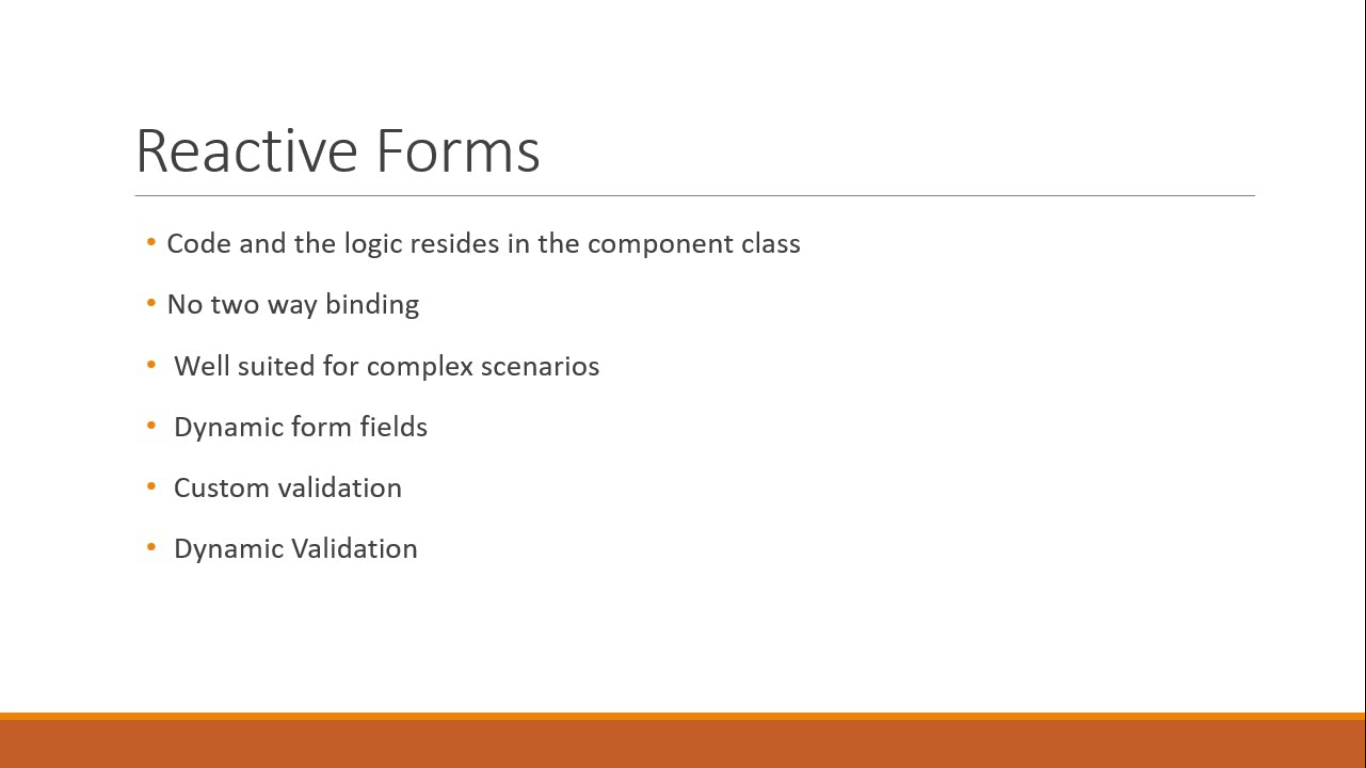 Reactive Forms
• Code and the logic resides in the component class
• No two way binding
• Well suited for complex scenarios
• Dynamic form fields
• Custom validation
• Dynamic Validation